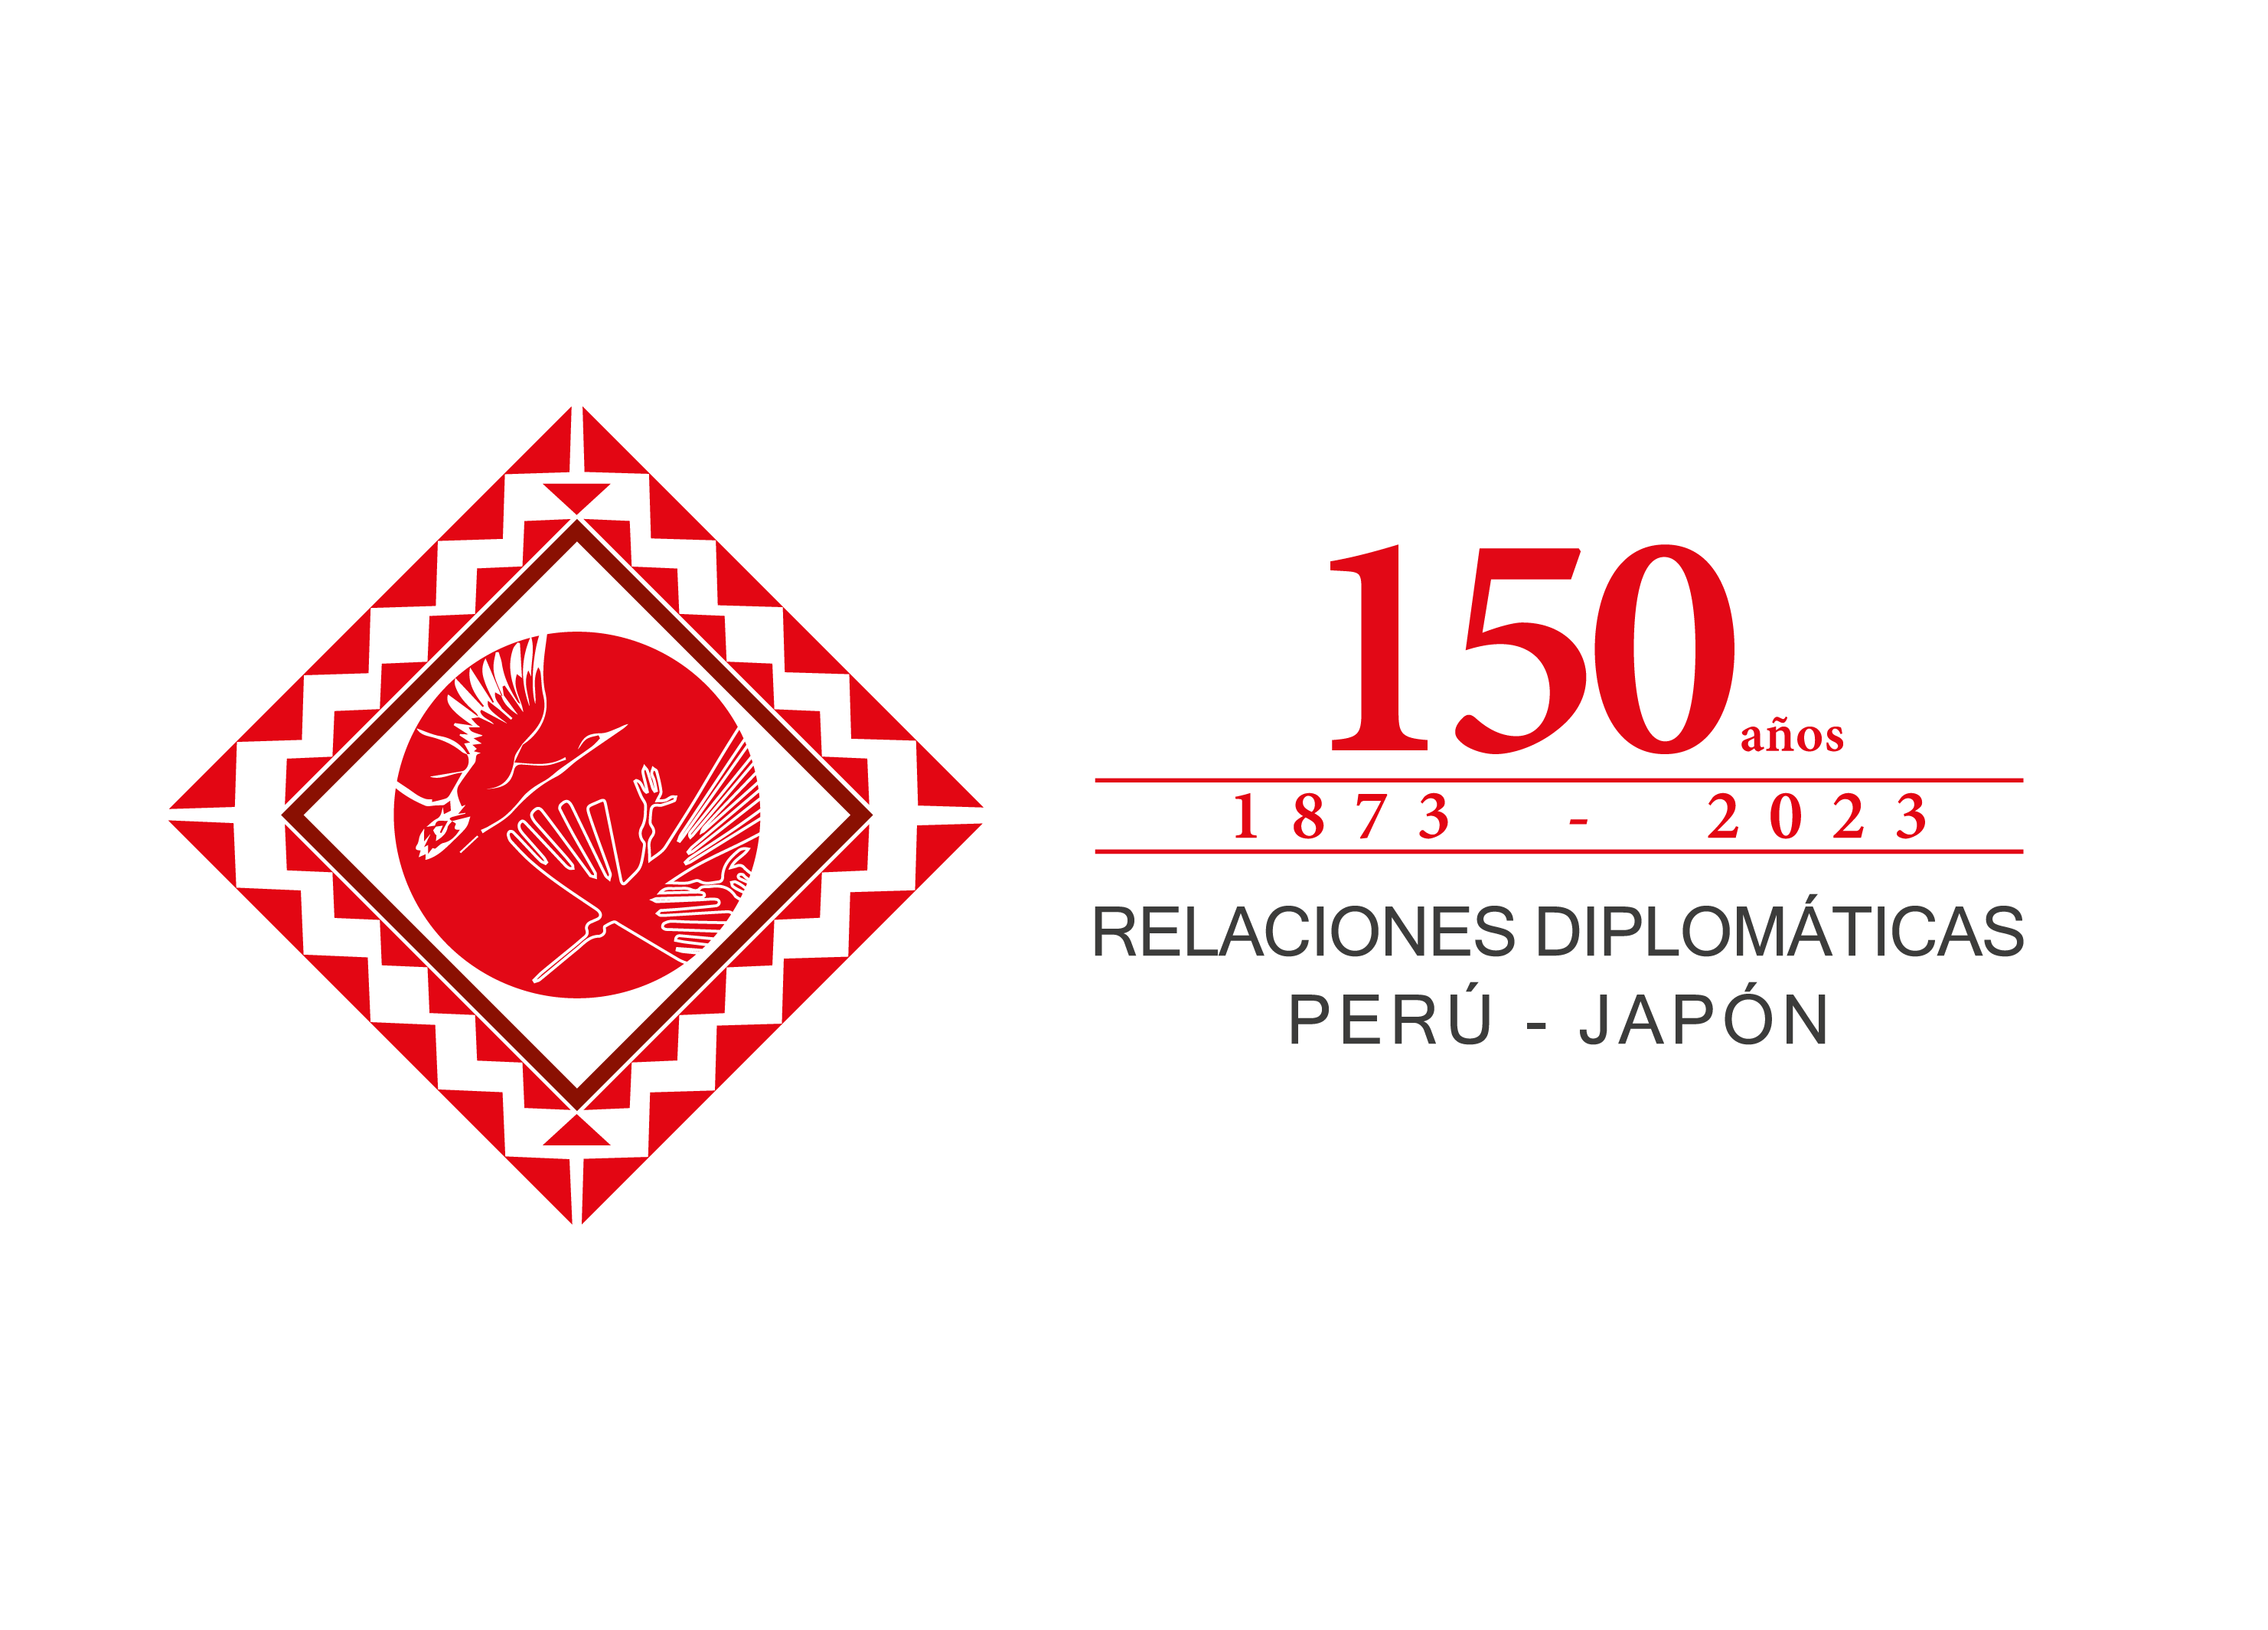 150 años
1873 - 2023
RELACIONES DIPLOMÁTICAS
PERÚ - JAPÓN